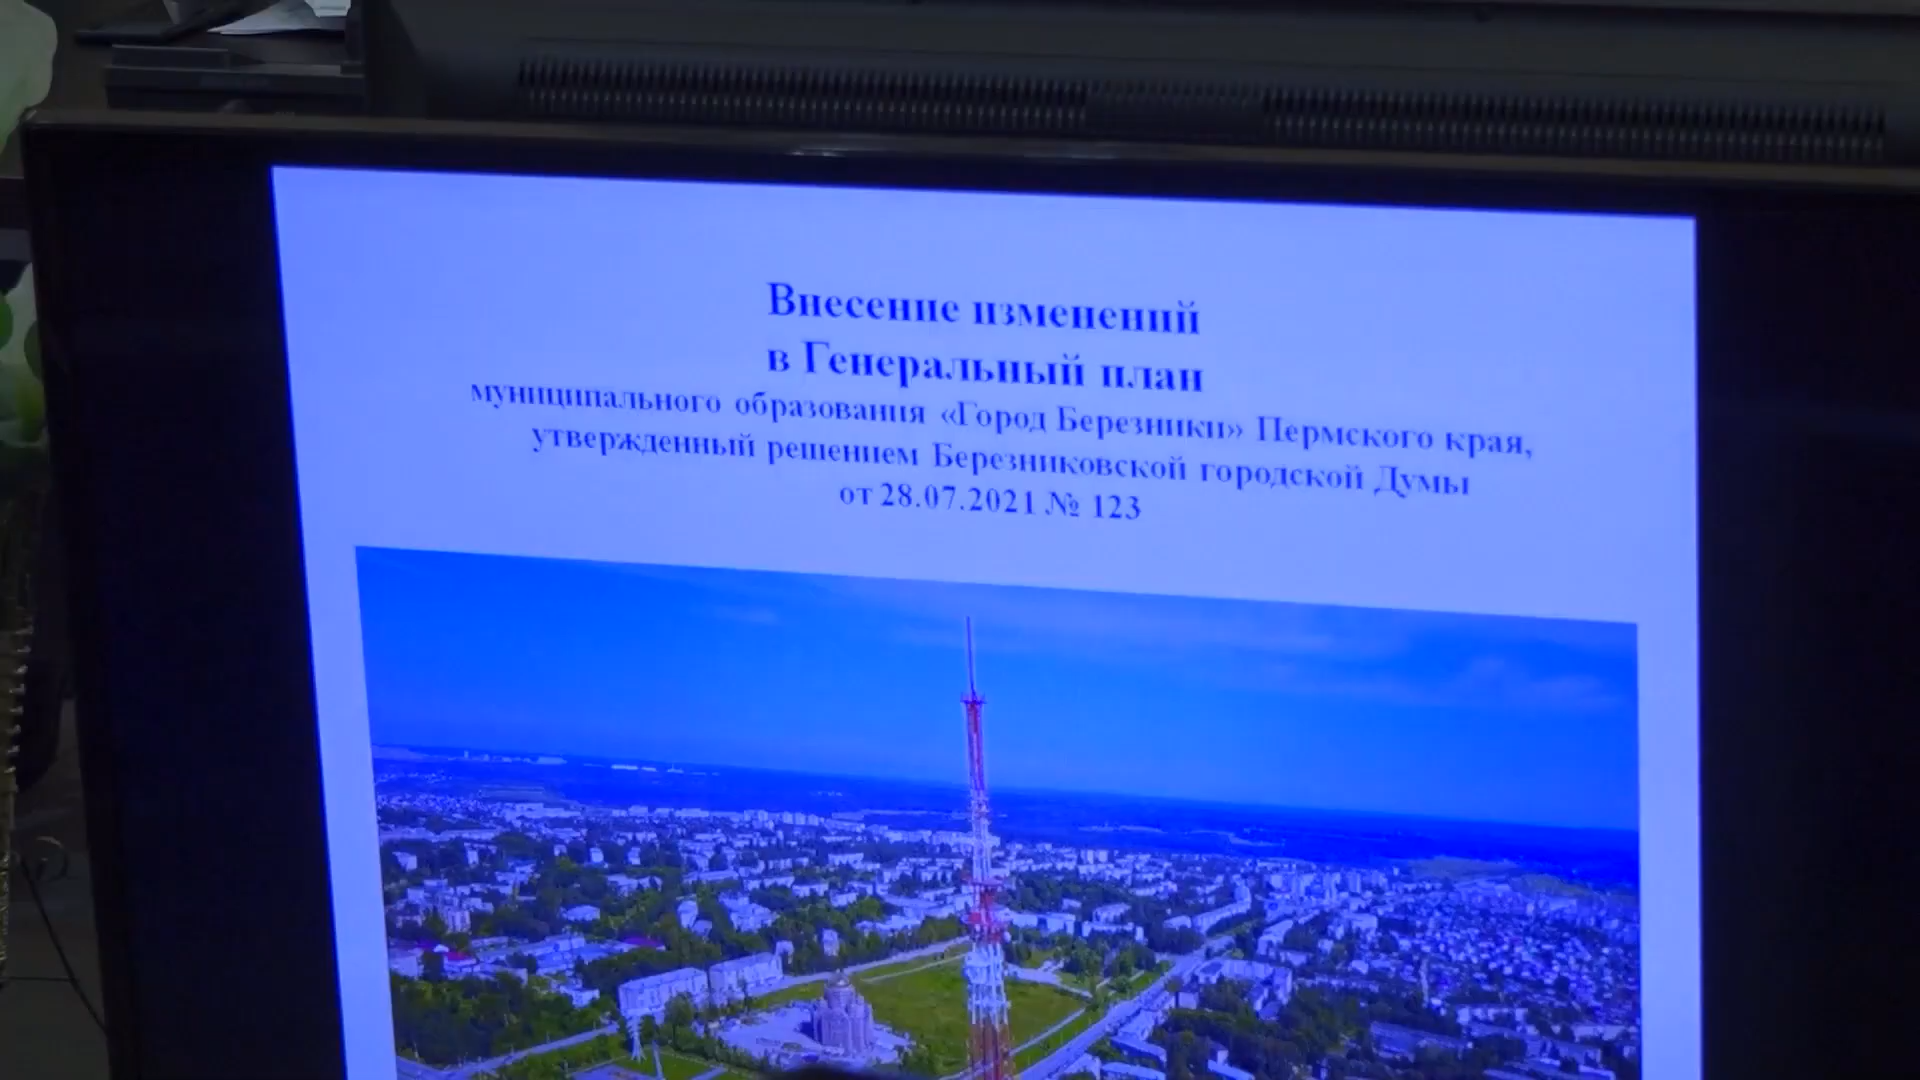 Внесение изменений
в Генеральный план
муниципального образования «Город Березники» Пермского края,
утвержденный решением Березниковской городской Думы
от 28.07.2021 № 123